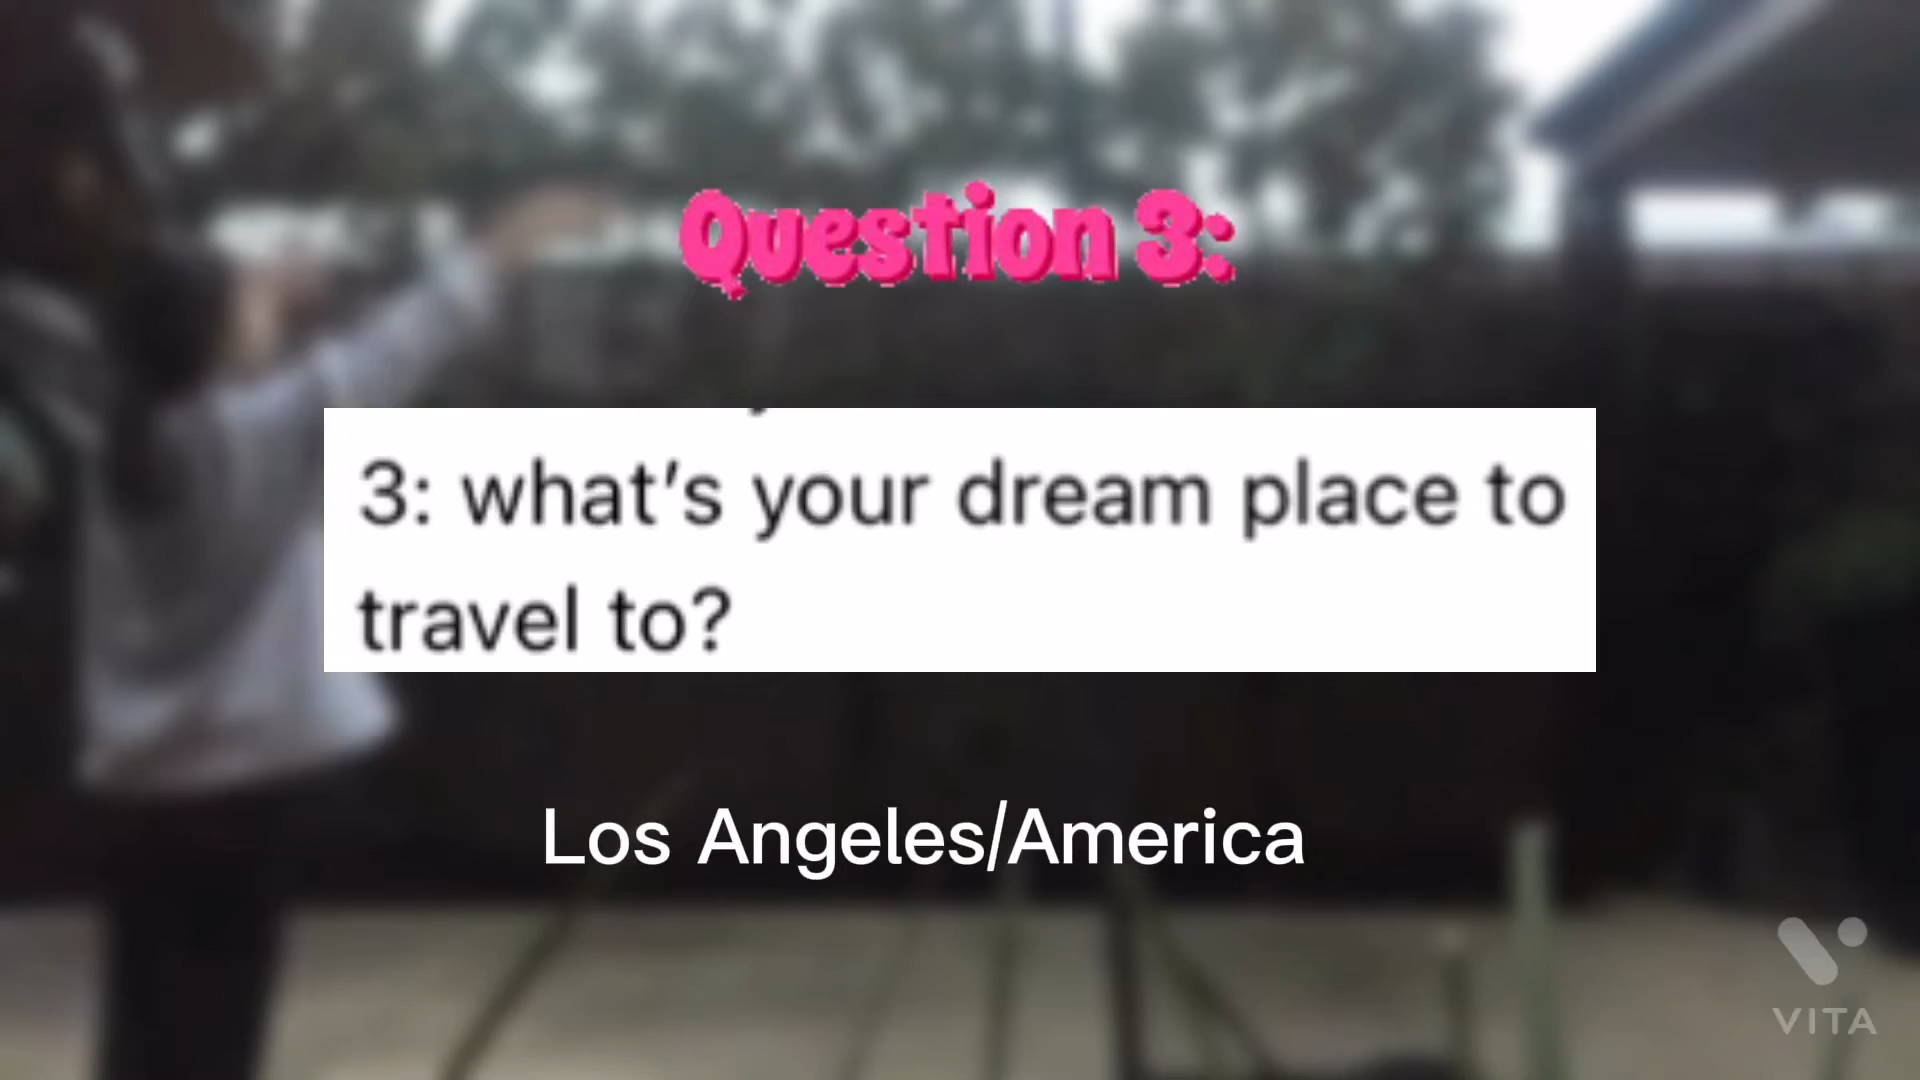 Question 3:
3: what's your dream place to
travel to?
Los Angeles/America
VITA